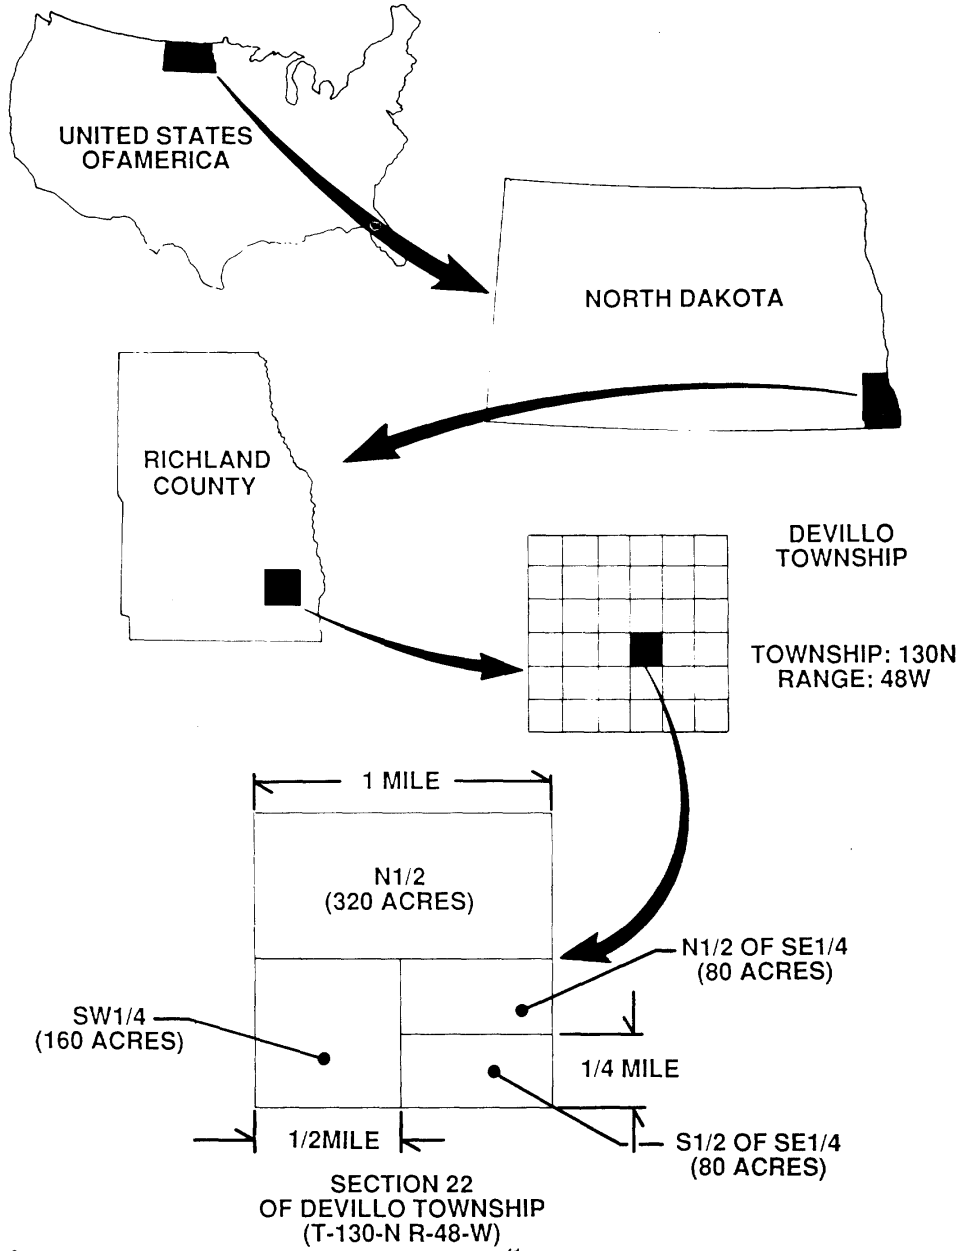 UNITED STATES
OFAMERICA
NORTH DAKOTA
RICHLAND
COUNTY
DEVILLO
TOWNSHIP
TOWNSHIP: 130N
RANGE: 48W
1 MILE
N1/2
(320 ACRES)
N1/2 OF SE1/4
(80 ACRES)
SW1/4
(160 ACRES)
1/4 MILE
1/2MILE
S1/2 OF SE1/4
(80 ACRES)
SECTION 22
OF DEVILLO TOWNSHIP
(T-130-N R-48-W)